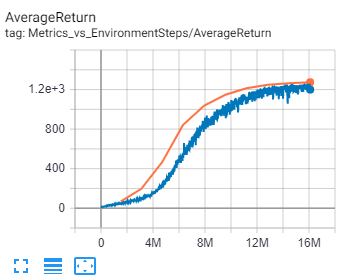 AverageReturn
tag: Metrics_vs_EnvironmentSteps/AverageReturn
1.2e+3
800
400
0
0 4M 8M 12M 16M